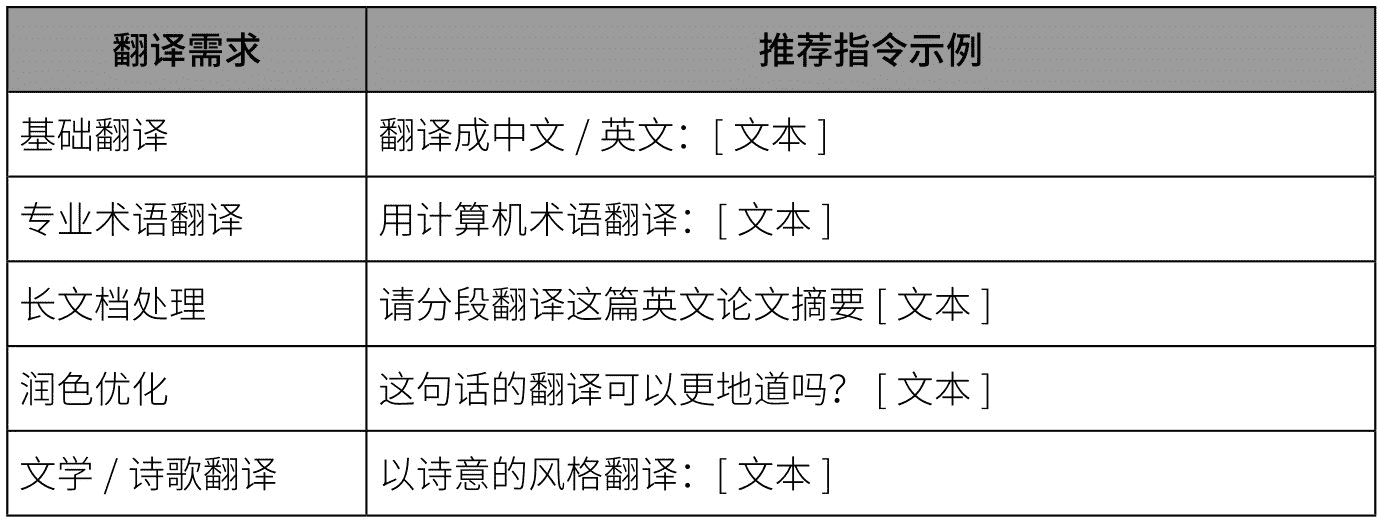 翻译需求 推荐指令示例
基础翻译 翻译成中文 / 英文：[ 文本 ]
专业术语翻译 用计算机术语翻译：[ 文本 ]
长文档处理 请分段翻译这篇英文论文摘要 [ 文本 ]
润色优化 这句话的翻译可以更地道吗？ [ 文本 ]
文学 / 诗歌翻译 以诗意的风格翻译：[ 文本 ]